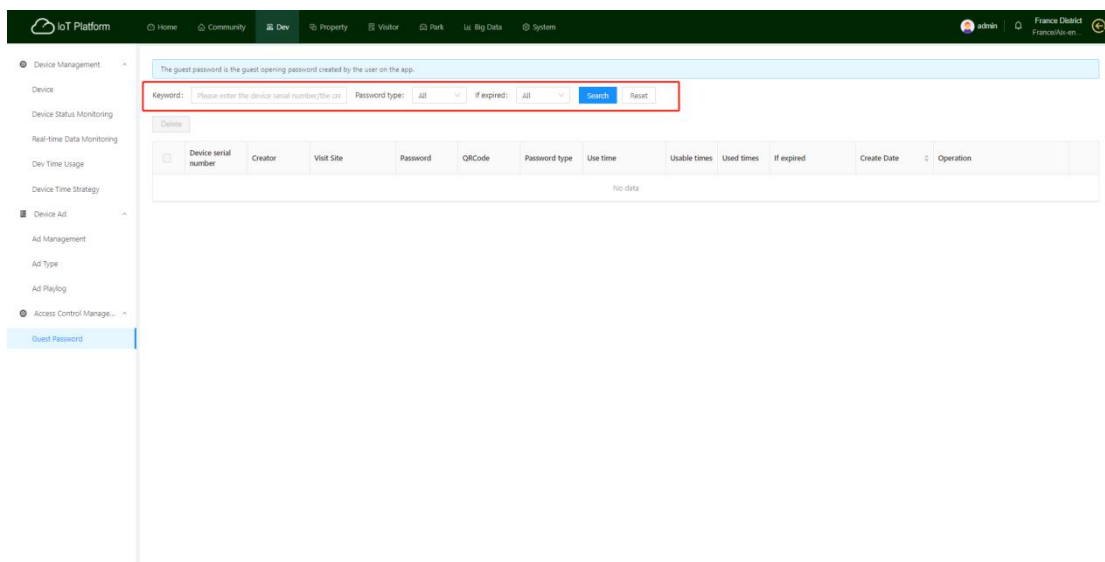 IoT Platform
Home Community Dev Property Visitor Park Big Data System
admin
France District
France/Aix-en...
Device Management
Device
Device Status Monitoring
Real-time Data Monitoring
Dev Time Usage
Device Time Strategy
Device Ad
Ad Management
Ad Type
Ad Playlog
Access Control Manage...
Guest Password
The guest password is the guest opening password created by the user on the app.
Keyword: Please enter the device serial number/the cre Password type: All If expired: All Search Reset
Delete
Device serial number Creator Visit Site Password QRCode Password type Use time Usable times Used times If expired Create Date Operation
No data